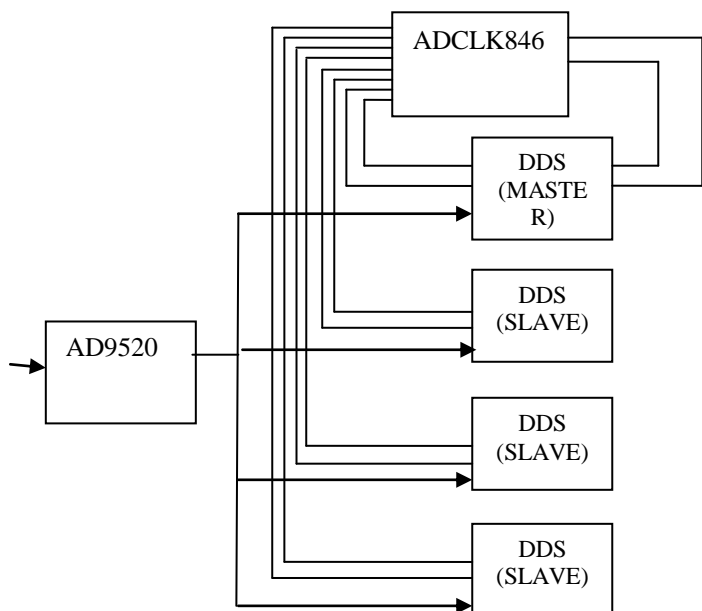 ADCLK846
DDS
(MASTE
R)
DDS
(SLAVE)
AD9520
DDS
(SLAVE)
DDS
(SLAVE)